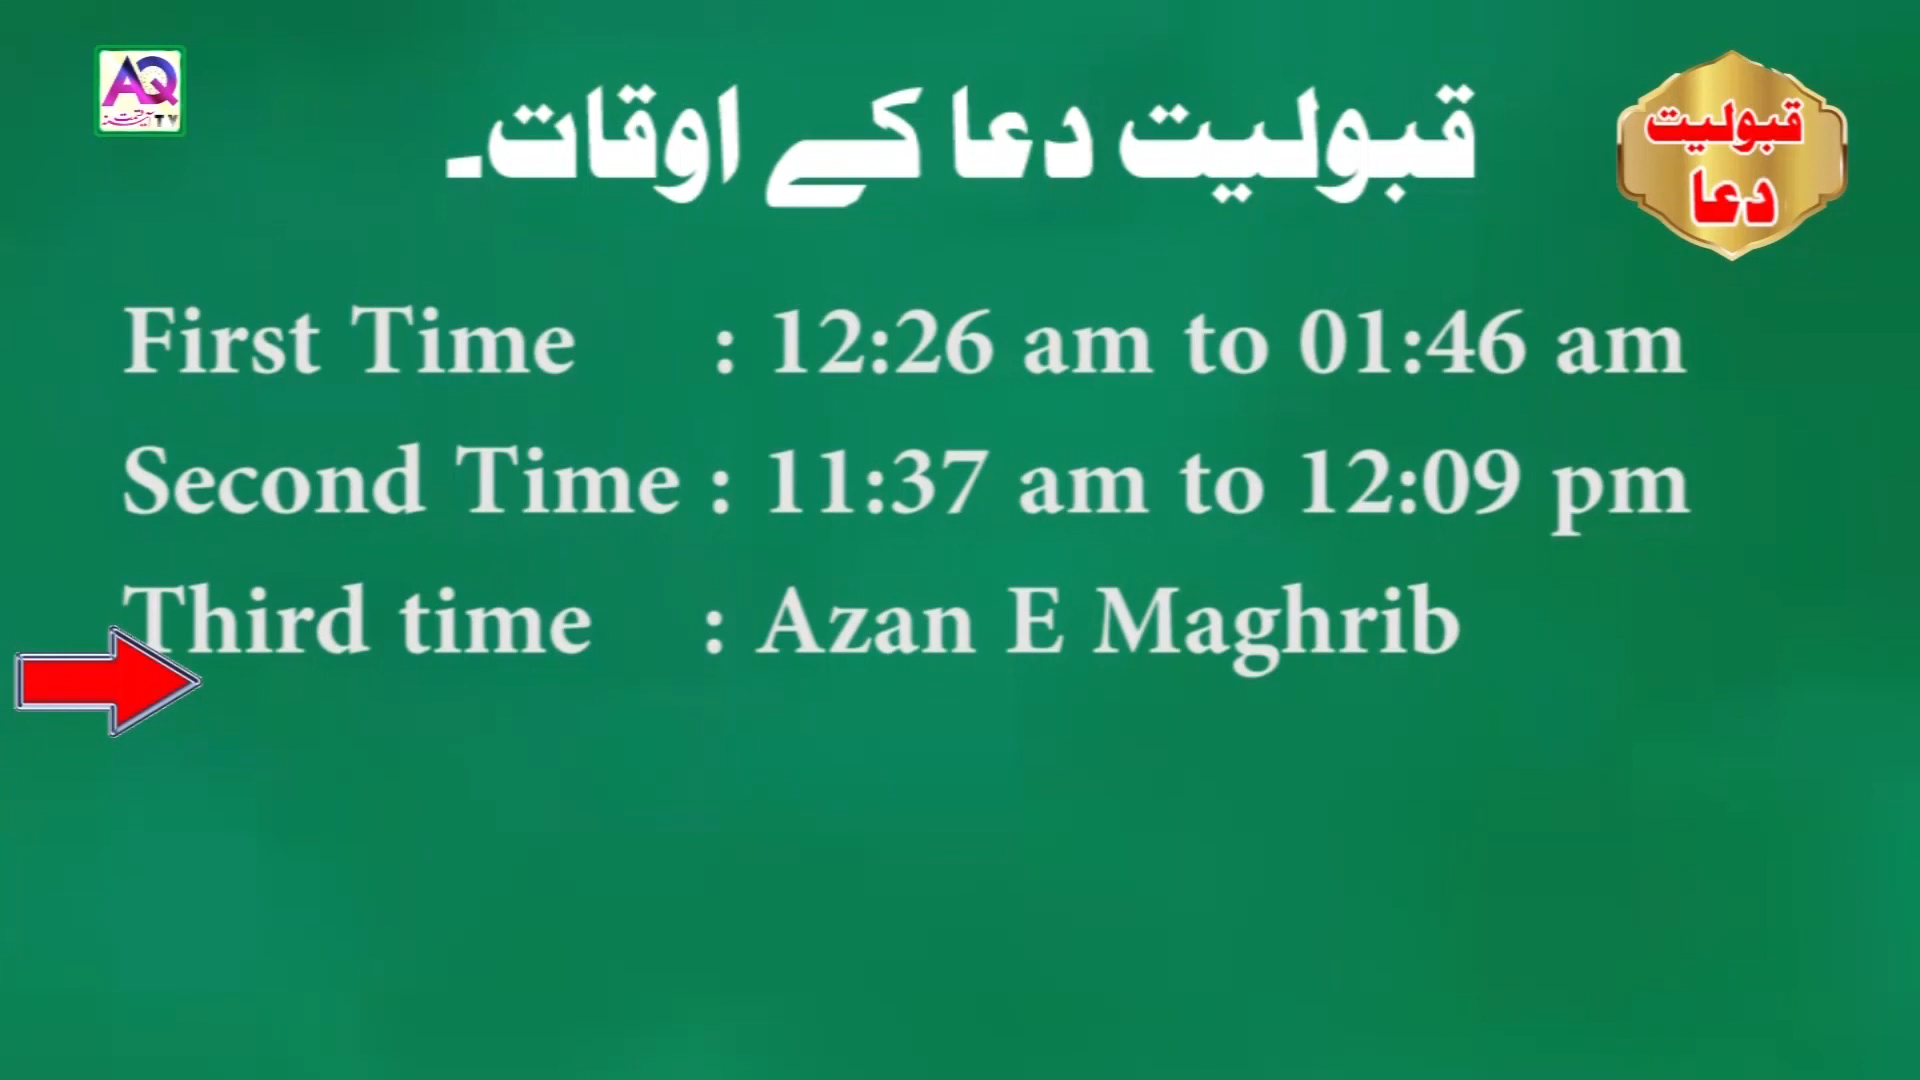 AQ
TV
قبولیت دعا کے اوقات۔
قبولیت
دعا
First Time : 12:26 am to 01:46 am
Second Time : 11:37 am to 12:09 pm
Third time : Azan E Maghrib